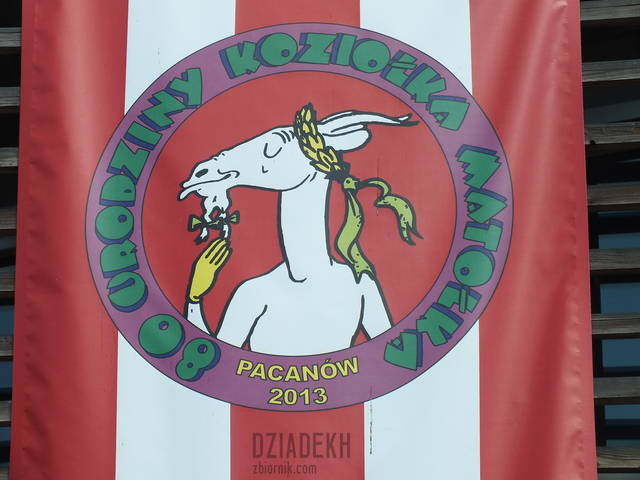 80 URODZINY KOZIOŁKA MATOŁKA
PACANÓW
2013
DZIADEKH
zbiornik.com